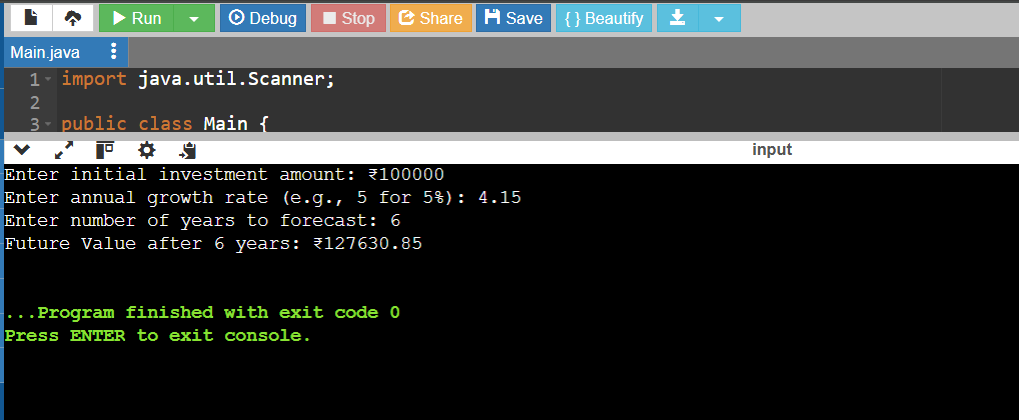 Run Debug Stop Share Save { } Beautify
Main.java
1 import java.util.Scanner;
2
3 public class Main {
input
Enter initial investment amount: ₹100000
Enter annual growth rate (e.g., 5 for 5%): 4.15
Enter number of years to forecast: 6
Future Value after 6 years: ₹127630.85
...Program finished with exit code 0
Press ENTER to exit console.